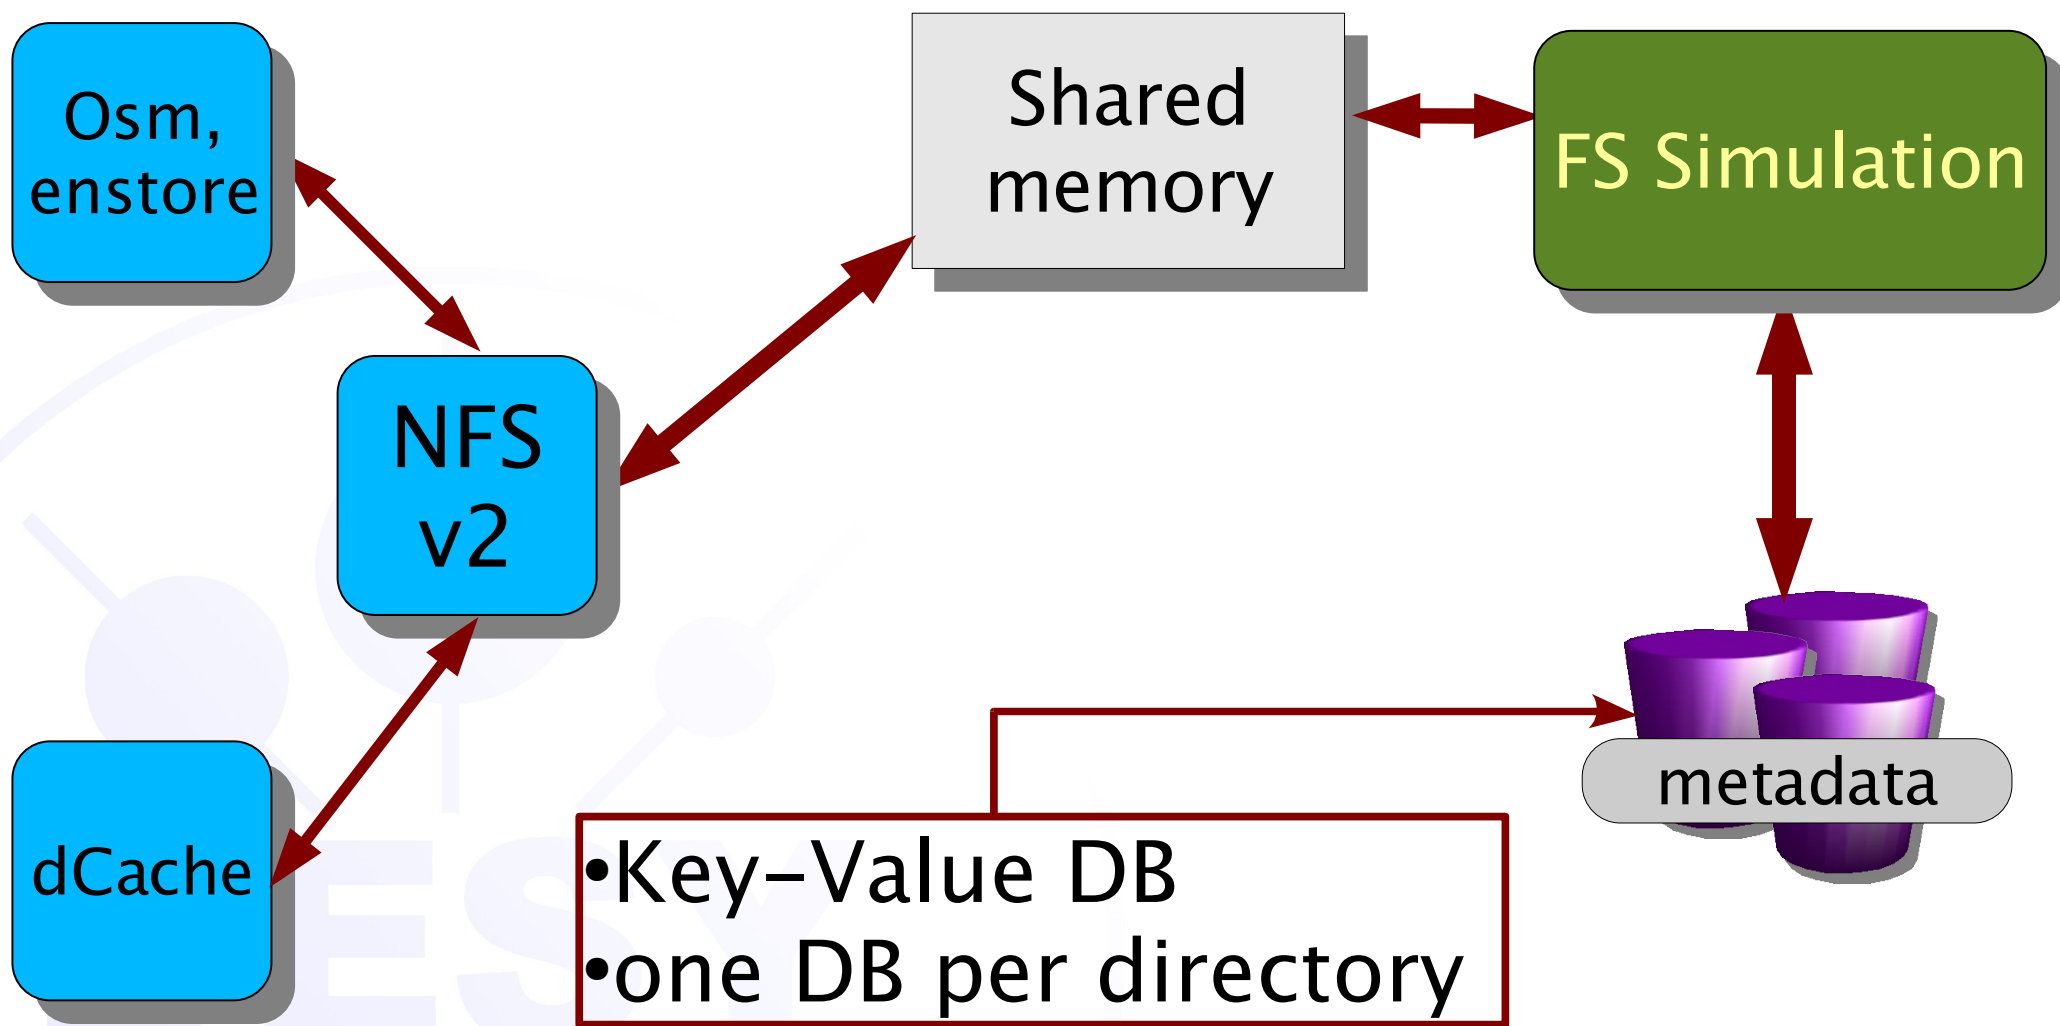 Osm,
enstore
Shared
memory
FS Simulation
NFS
v2
dCache
metadata
•Key–Value DB
•one DB per directory